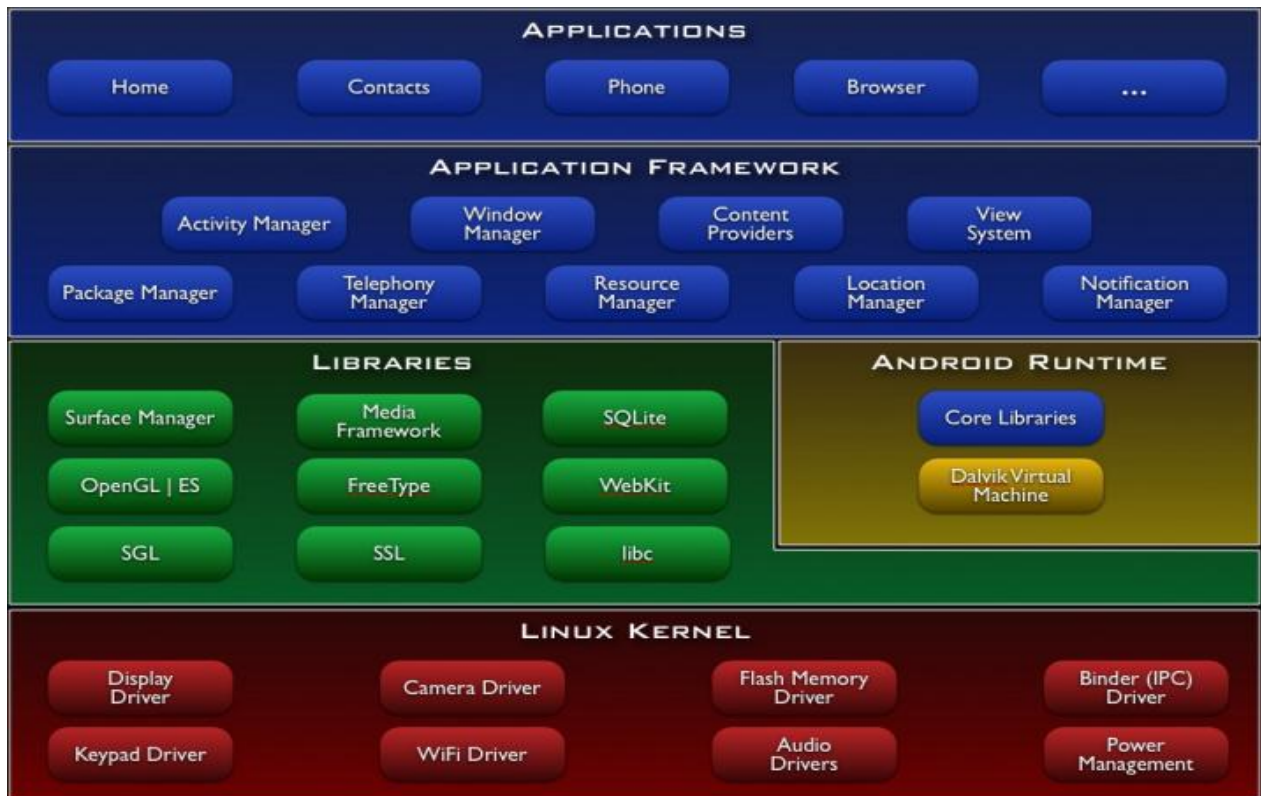 APPLICATIONS
Home
Contacts
Phone
Browser
...
APPLICATION FRAMEWORK
Activity Manager
Window
Manager
Content
Providers
View
System
Package Manager
Telephony
Manager
Resource
Manager
Location
Manager
Notification
Manager
LIBRARIES
Surface Manager
Media
Framework
SQLite
OpenGL | ES
FreeType
WebKit
SGL
SSL
libc
ANDROID RUNTIME
Core Libraries
Dalvik Virtual
Machine
LINUX KERNEL
Display
Driver
Camera Driver
Flash Memory
Driver
Binder (IPC)
Driver
Keypad Driver
WiFi Driver
Audio
Drivers
Power
Management